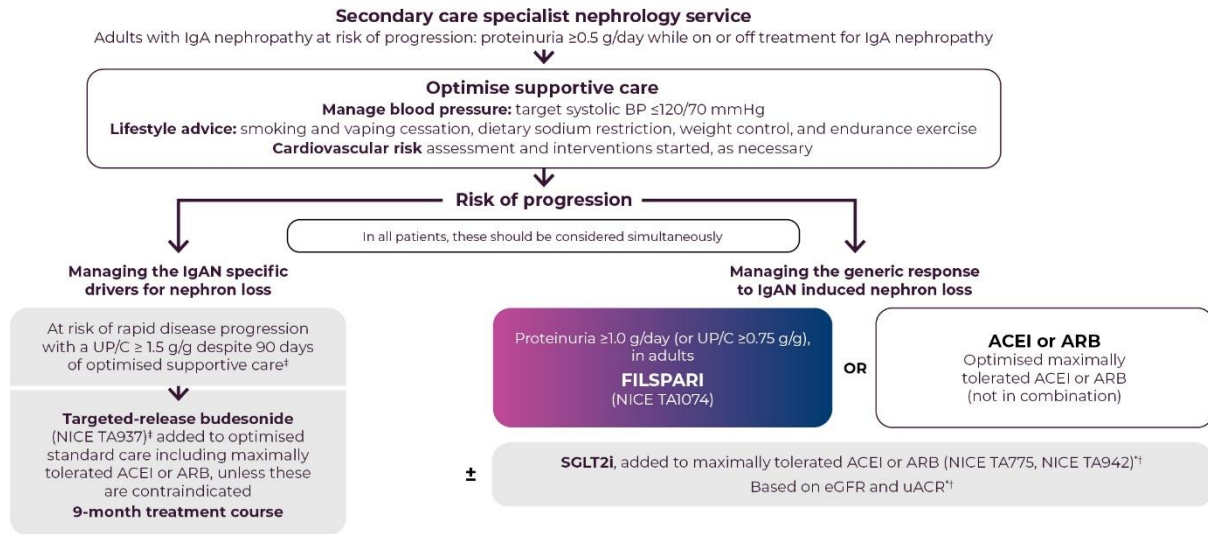 Secondary care specialist nephrology service
Adults with IgA nephropathy at risk of progression: proteinuria ≥0.5 g/day while on or off treatment for IgA nephropathy
Optimise supportive care
Manage blood pressure: target systolic BP ≤120/70 mmHg
Lifestyle advice: smoking and vaping cessation, dietary sodium restriction, weight control, and endurance exercise
Cardiovascular risk assessment and interventions started, as necessary
Risk of progression
In all patients, these should be considered simultaneously
Managing the IgAN specific
drivers for nephron loss
At risk of rapid disease progression
with a UP/C ≥ 1.5 g/g despite 90 days
of optimised supportive care‡
Targeted-release budesonide
(NICE TA937)‡ added to optimised
standard care including maximally
tolerated ACEI or ARB, unless these
are contraindicated
9-month treatment course
Managing the generic response
to IgAN induced nephron loss
Proteinuria ≥1.0 g/day (or UP/C ≥0.75 g/g),
in adults
FILSPARI
(NICE TA1074)
OR
ACEI or ARB
Optimised maximally
tolerated ACEI or ARB
(not in combination)
±
SGLT2i, added to maximally tolerated ACEI or ARB (NICE TA775, NICE TA942)*†
Based on eGFR and uACR*†